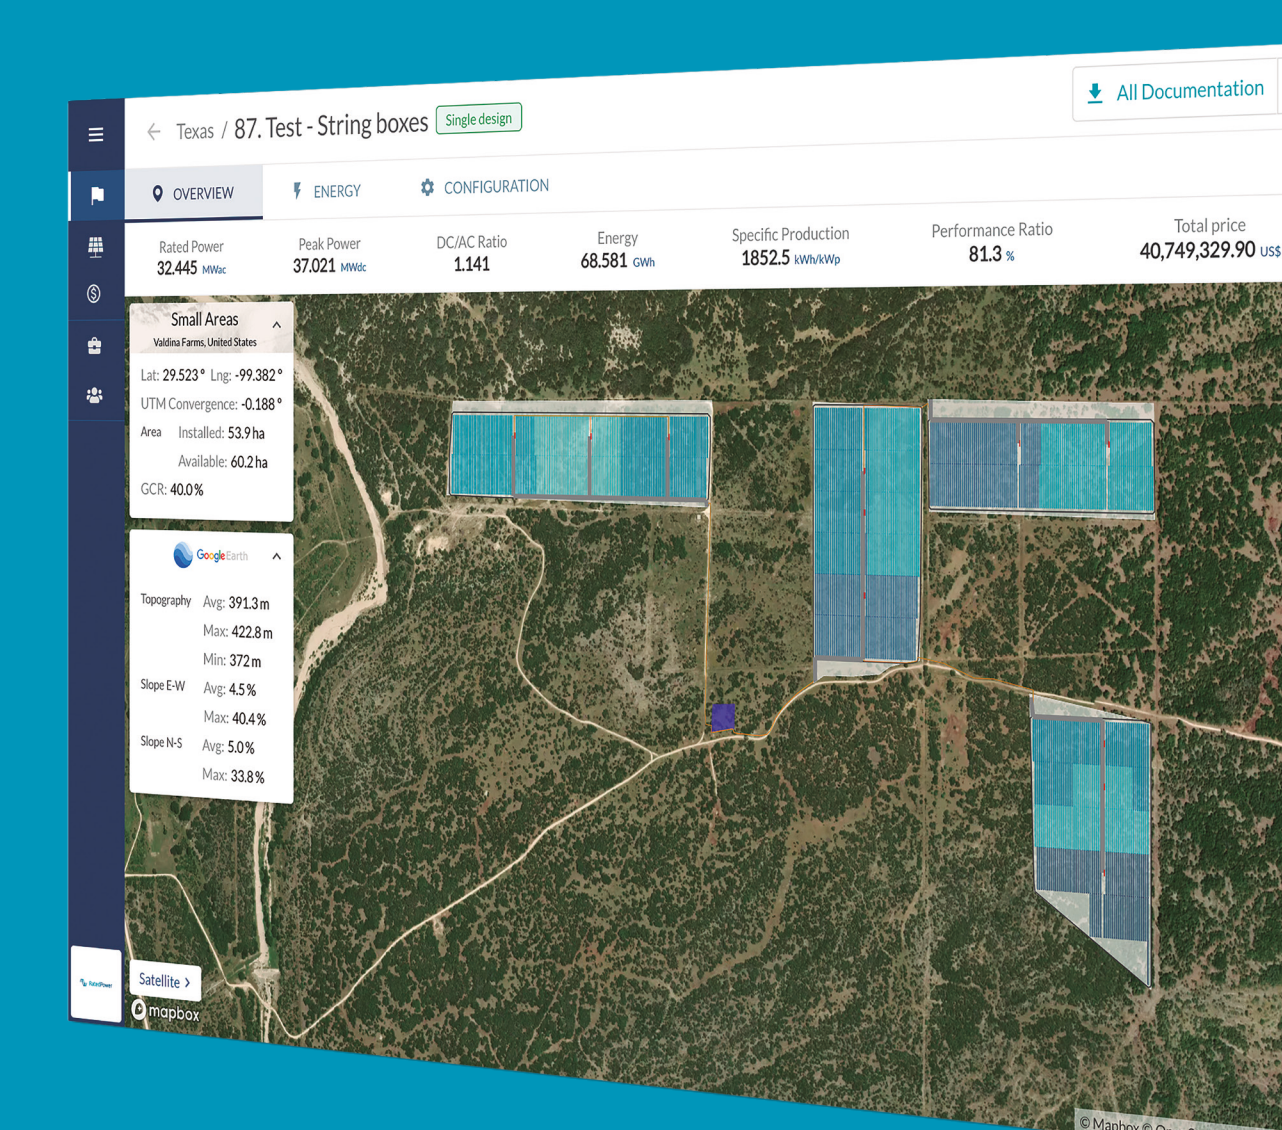 All Documentation
Texas / 87. Test - String boxes Single design
OVERVIEW ENERGY CONFIGURATION
Rated Power
32.445 MWac
Peak Power
37.021 MWdc
DC/AC Ratio
1.141
Energy
68.581 GWh
Specific Production
1852.5 kWh/kWp
Performance Ratio
81.3 %
Total price
40,749,329.90 US$
Small Areas
Valdina Farms, United States
Lat: 29.523° Lng: -99.382°
UTM Convergence: -0.188°
Area Installed: 53.9 ha
Available: 60.2 ha
GCR: 40.0%
Google Earth
Topography Avg: 391.3 m
Max: 422.8 m
Min: 372 m
Slope E-W Avg: 4.5%
Max: 40.4%
Slope N-S Avg: 5.0%
Max: 33.8%
RatedPower
Satellite >
mapbox
© Mapbox ©